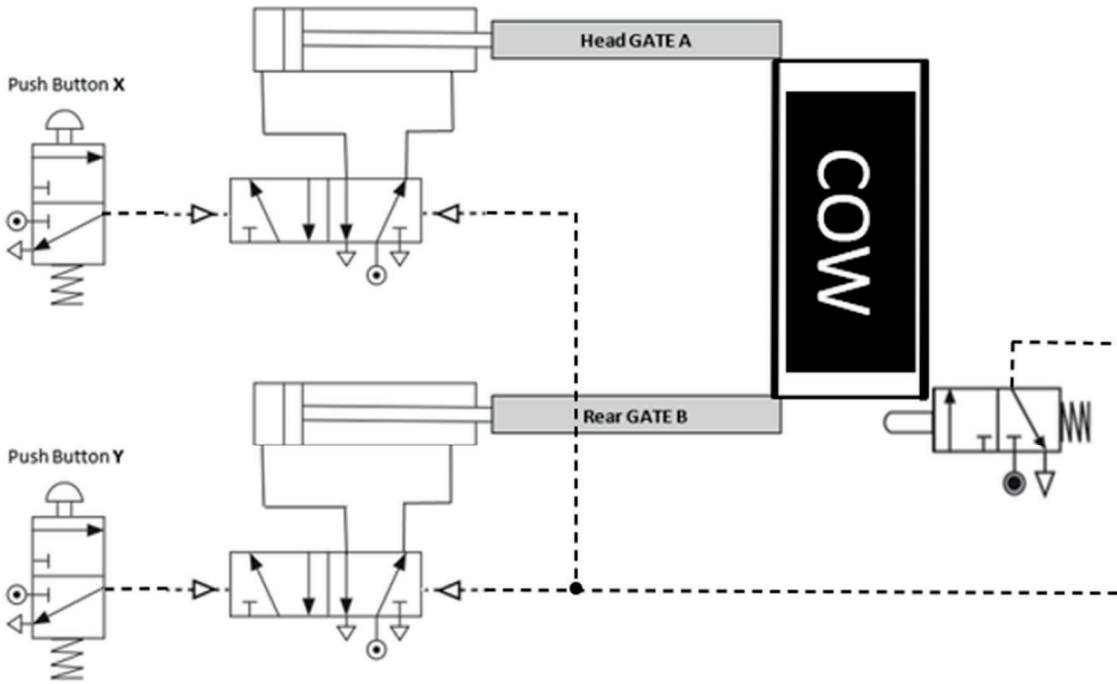 Head GATE A
Push Button X
COW
Rear GATE B
Push Button Y